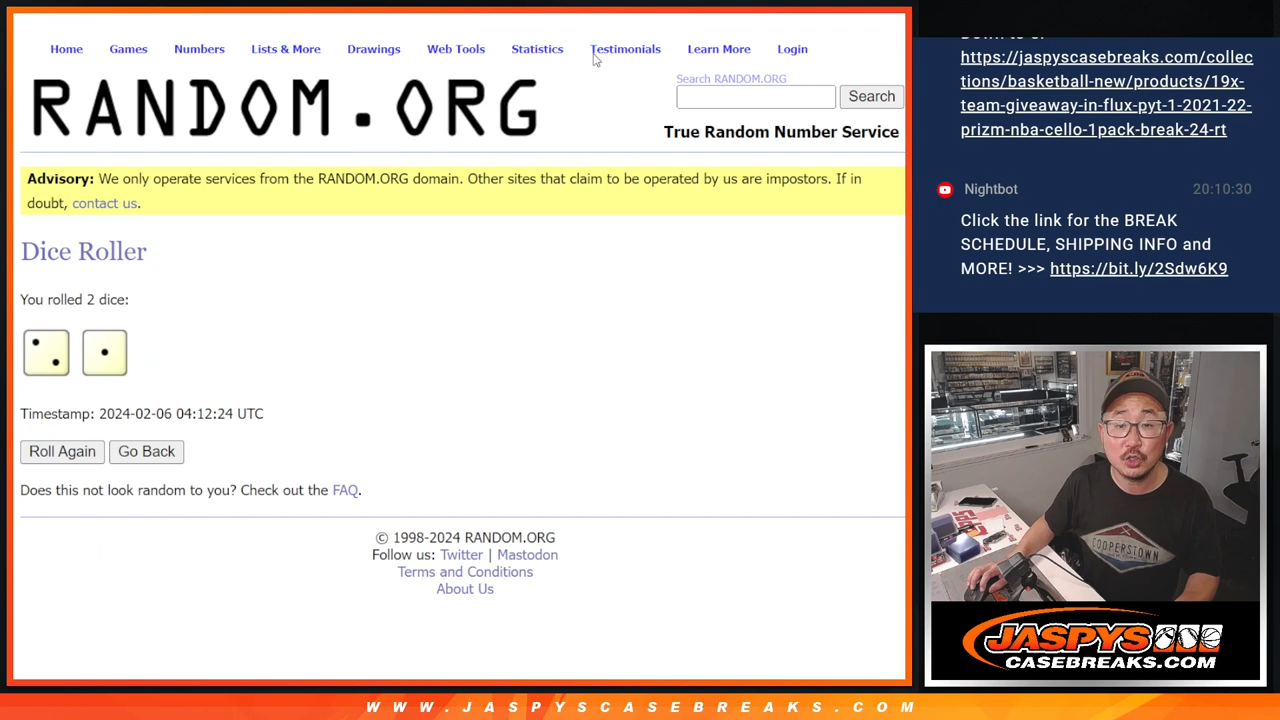 Home Games Numbers Lists & More Drawings Web Tools Statistics Testimonials Learn More Login
RANDOM.ORG
Search RANDOM.ORG
Search
True Random Number Service
Advisory: We only operate services from the RANDOM.ORG domain. Other sites that claim to be operated by us are impostors. If in
doubt, contact us.
Dice Roller
You rolled 2 dice:
Timestamp: 2024-02-06 04:12:24 UTC
Roll Again Go Back
Does this not look random to you? Check out the FAQ.
© 1998-2024 RANDOM.ORG
Follow us: Twitter | Mastodon
Terms and Conditions
About Us
https://jaspyscasebreaks.com/collec
tions/basketball-new/products/19x-
team-giveaway-in-flux-pyt-1-2021-22-
prizm-nba-cello-1pack-break-24-rt
Nightbot 20:10:30
Click the link for the BREAK
SCHEDULE, SHIPPING INFO and
MORE! >>> https://bit.ly/2Sdw6K9
COOPERSTOWN
JASPYS
CASEBREAKS.COM
WWW.JASPYSCASEBREAKS.COM